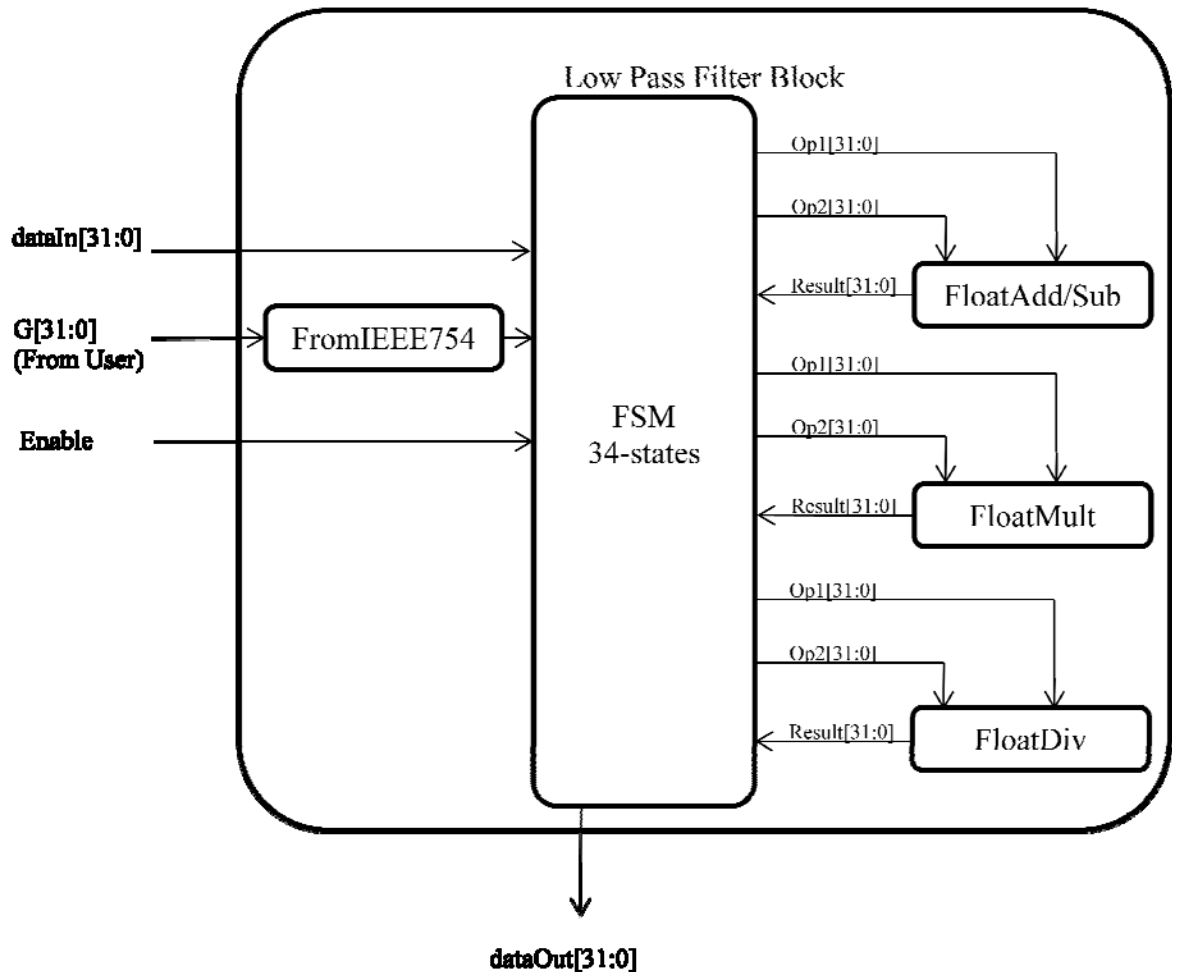 Low Pass Filter Block
Op1[31:0]
Op2[31:0]
dataIn[31:0]
Result[31:0]
FloatAdd/Sub
G[31:0]
(From User)
FromIEEE754
Op1[31:0]
FSM
34-states
Op2[31:0]
Enable
Result[31:0]
FloatMult
Op1[31:0]
Op2[31:0]
Result[31:0]
FloatDiv
dataOut[31:0]